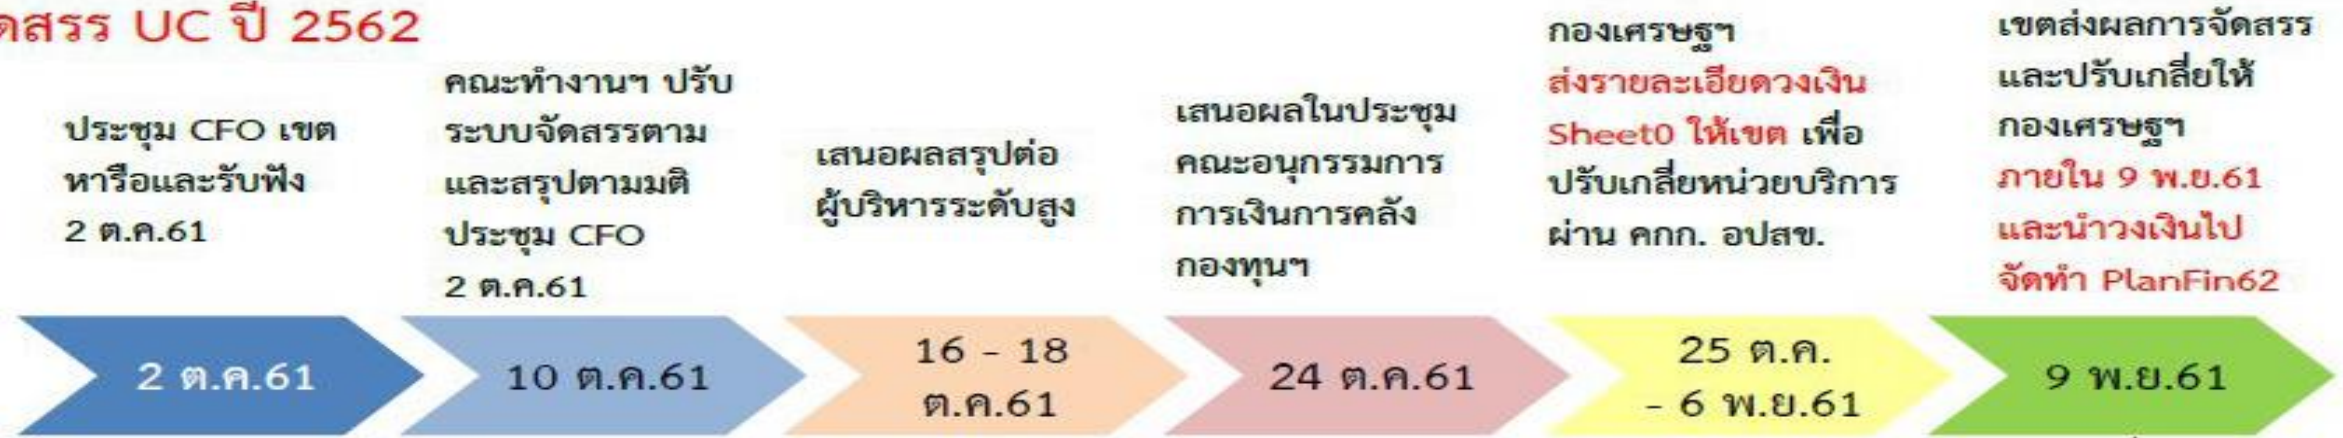 ดสรร UC ปี 2562
ประชุม CFO เขต
หารือและรับฟัง
2 ต.ค.61
คณะทำงานฯ ปรับ
ระบบจัดสรรตาม
และสรุปตามมติ
ประชุม CFO
2 ต.ค.61
เสนอผลสรุปต่อ
ผู้บริหารระดับสูง
เสนอผลในประชุม
คณะอนุกรรมการ
การเงินการคลัง
กองทุนฯ
กองเศรษฐฯ
ส่งรายละเอียดวงเงิน
Sheet0 ให้เขต เพื่อ
ปรับเกลี่ยหน่วยบริการ
ผ่าน คกก. อปสข.
เขตส่งผลการจัดสรร
และปรับเกลี่ยให้
กองเศรษฐฯ
ภายใน 9 พ.ย.61
และนำวงเงินไป
จัดทำ PlanFin62
2 ต.ค.61
10 ต.ค.61
16 - 18
ต.ค.61
24 ต.ค.61
25 ต.ค.
- 6 พ.ย.61
9 พ.ย.61